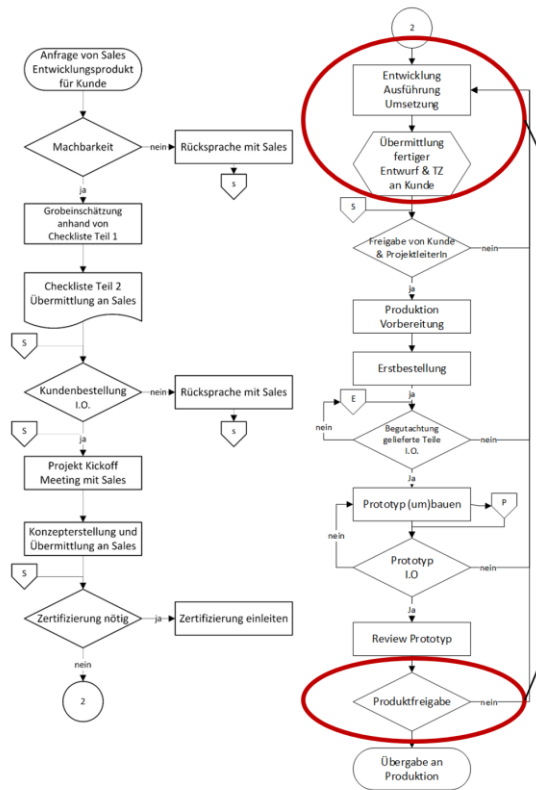 Anfrage von Sales
Entwicklungsprodukt
für Kunde
Machbarkeit
nein
Rücksprache mit Sales
s
ja
Grobeinschätzung
anhand von
Checkliste Teil 1
Checkliste Teil 2
Übermittlung an Sales
S
Kundenbestellung
I.O.
nein
Rücksprache mit Sales
s
S
ja
Projekt Kickoff
Meeting mit Sales
Konzepterstellung und
Übermittlung an Sales
S
Zertifizierung nötig
ja
Zertifizierung einleiten
nein
2
2
Entwicklung
Ausführung
Umsetzung
Übermittlung
fertiger
Entwurf & TZ
an Kunde
S
Freigabe von Kunde
& ProjektleiterIn
nein
ja
Produktion
Vorbereitung
Erstbestellung
ja
E
nein
Begutachtung
gelieferte Teile
I.O.
nein
Ja
Prototyp (um)bauen
P
nein
Prototyp
I.O
nein
Ja
Review Prototyp
Produktfreigabe
nein
Übergabe an
Produktion